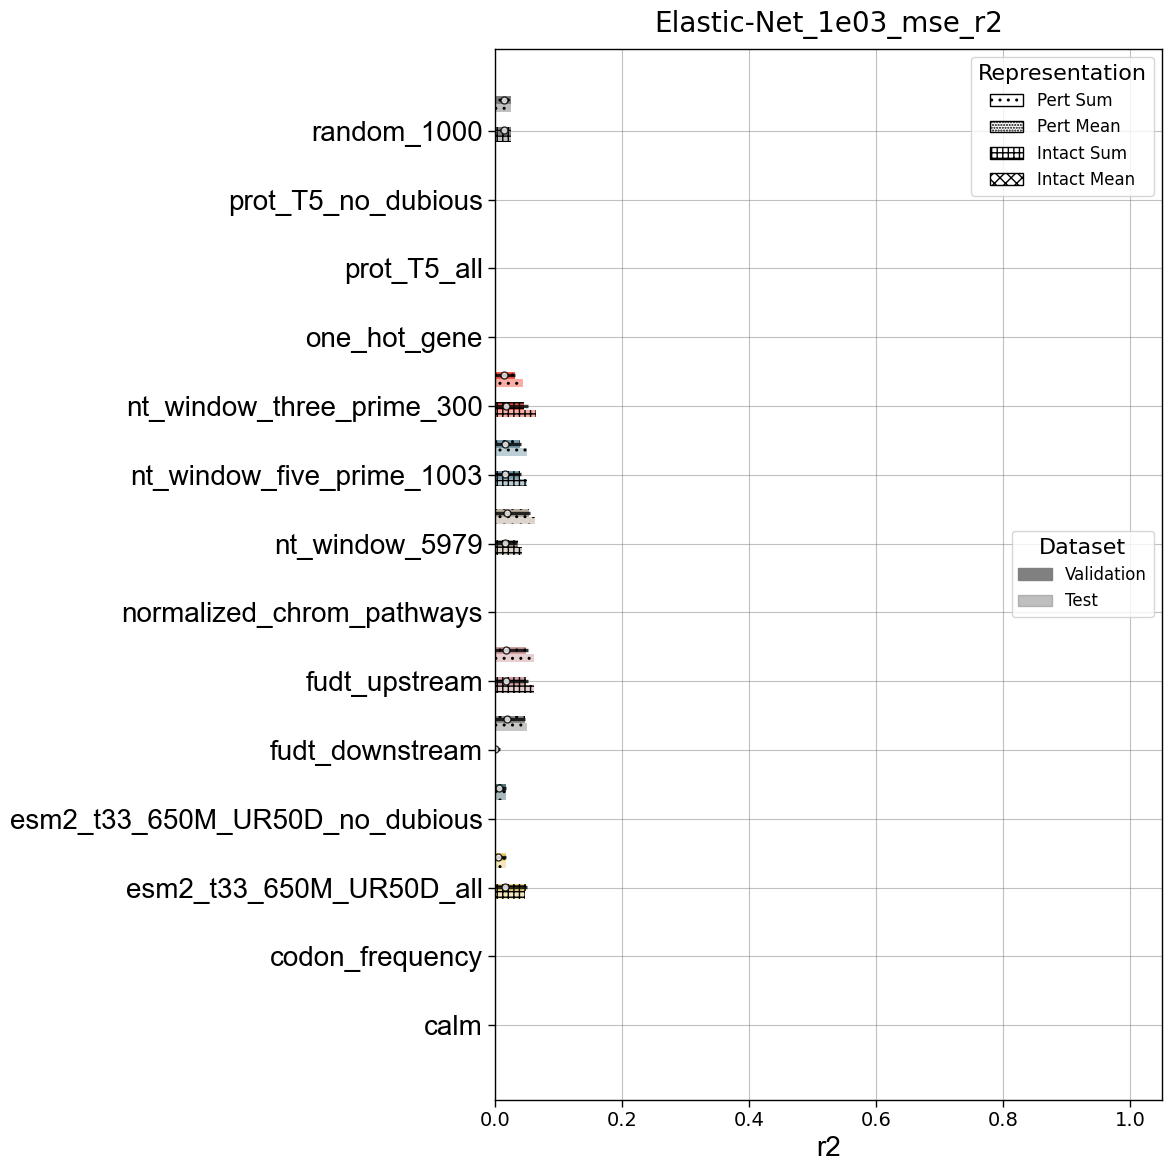 Elastic-Net_1e03_mse_r2
Representation
Pert Sum
Pert Mean
Intact Sum
Intact Mean
random_1000
prot_T5_no_dubious
prot_T5_all
one_hot_gene
nt_window_three_prime_300
nt_window_five_prime_1003
nt_window_5979
Dataset
Validation
Test
normalized_chrom_pathways
fudt_upstream
fudt_downstream
esm2_t33_650M_UR50D_no_dubious
esm2_t33_650M_UR50D_all
codon_frequency
calm
0.0 0.2 0.4 0.6 0.8 1.0
r2